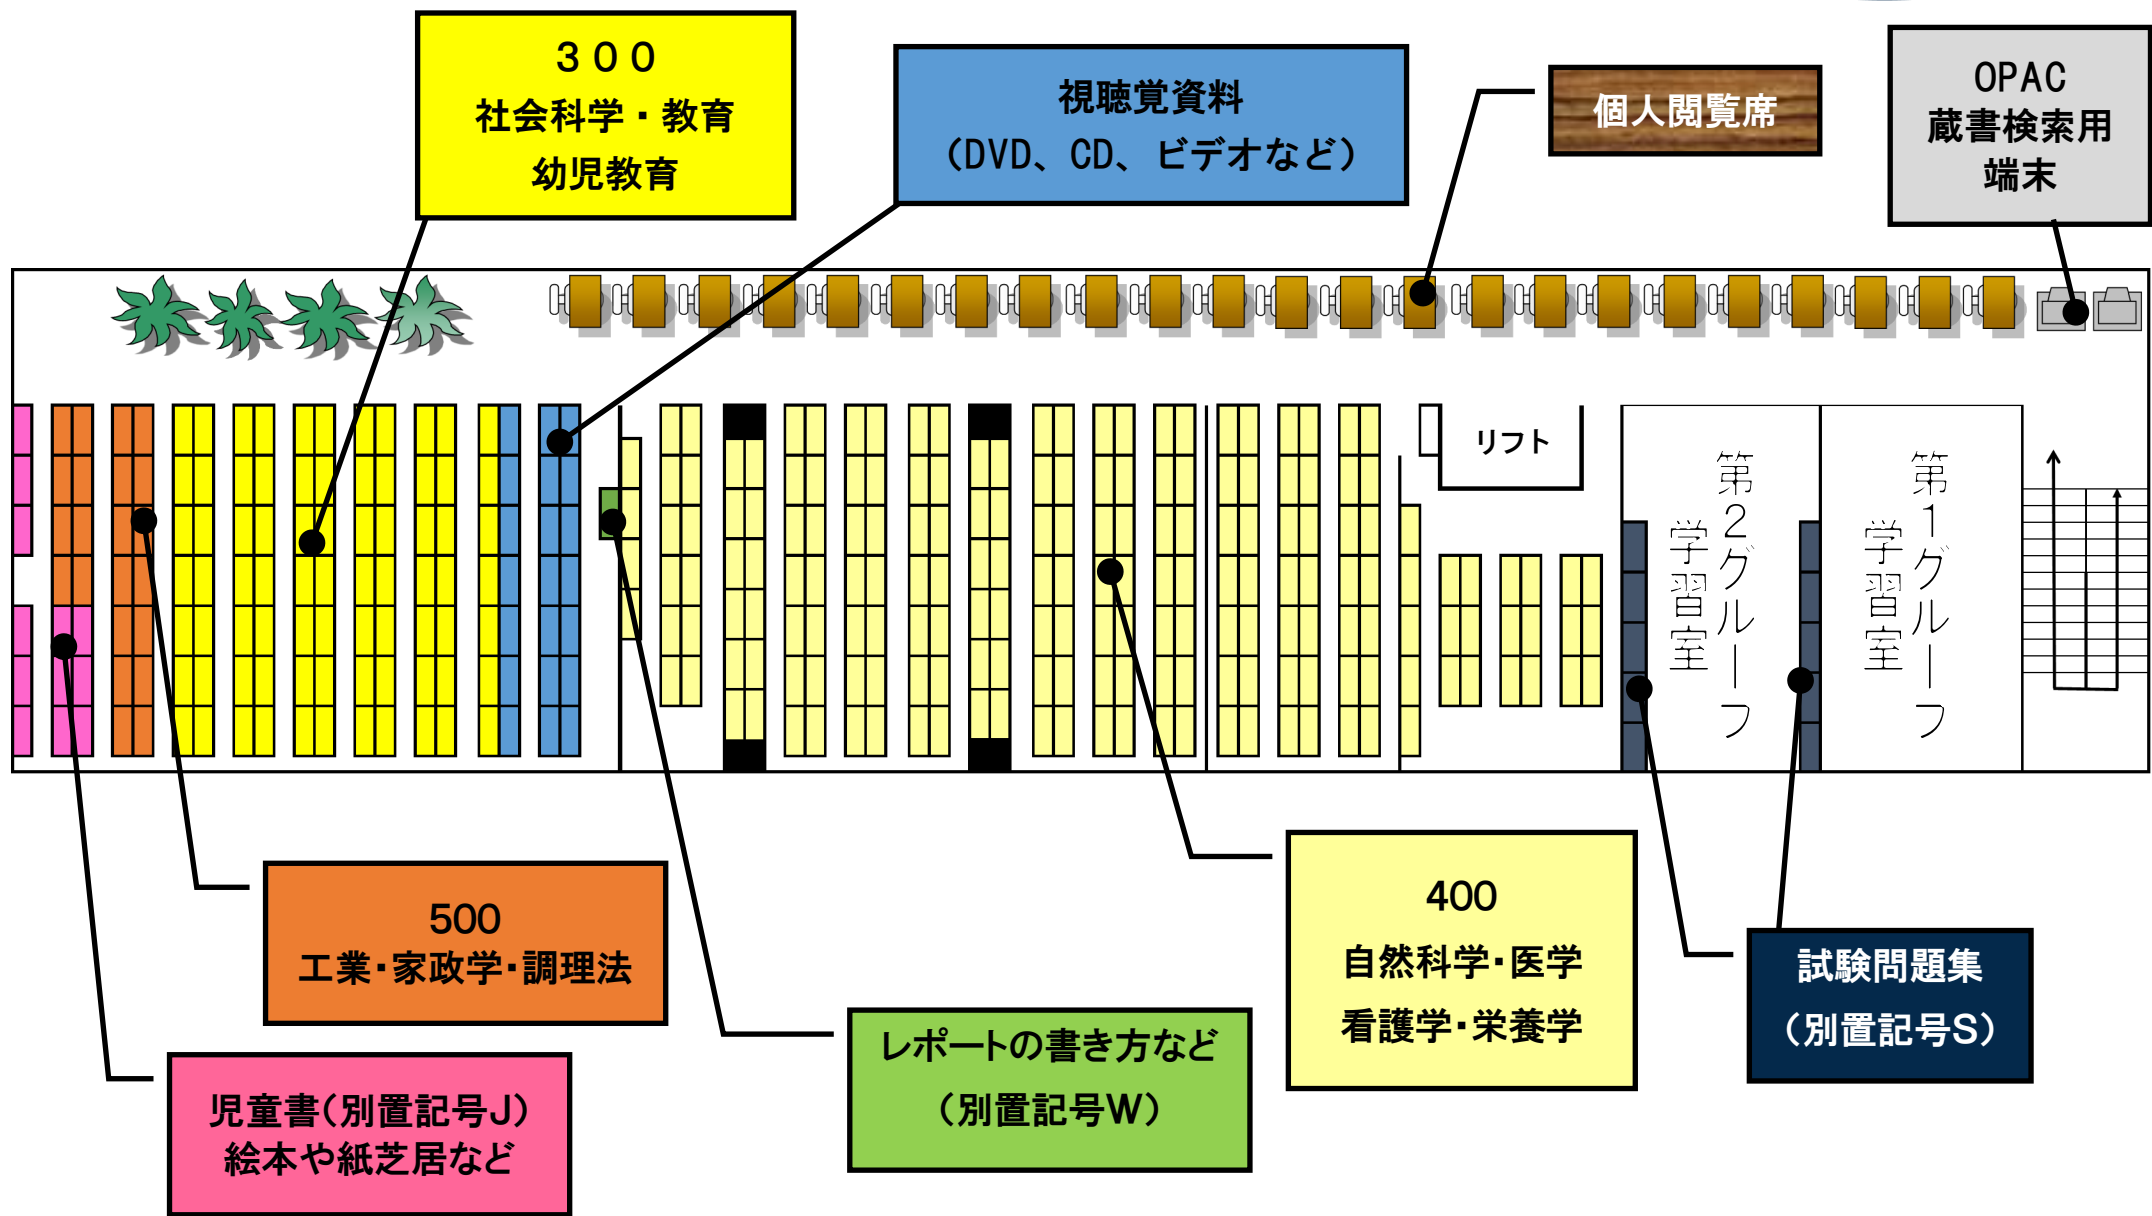 ３００
社会科学・教育
幼児教育
視聴覚資料
（DVD、CD、ビデオなど）
個人閲覧席
OPAC
蔵書検索用
端末
リフト
第２グループ
学習室
第１グループ
学習室
500
工業・家政学・調理法
児童書（別置記号J）
絵本や紙芝居など
レポートの書き方など
（別置記号W）
400
自然科学・医学
看護学・栄養学
試験問題集
（別置記号S）